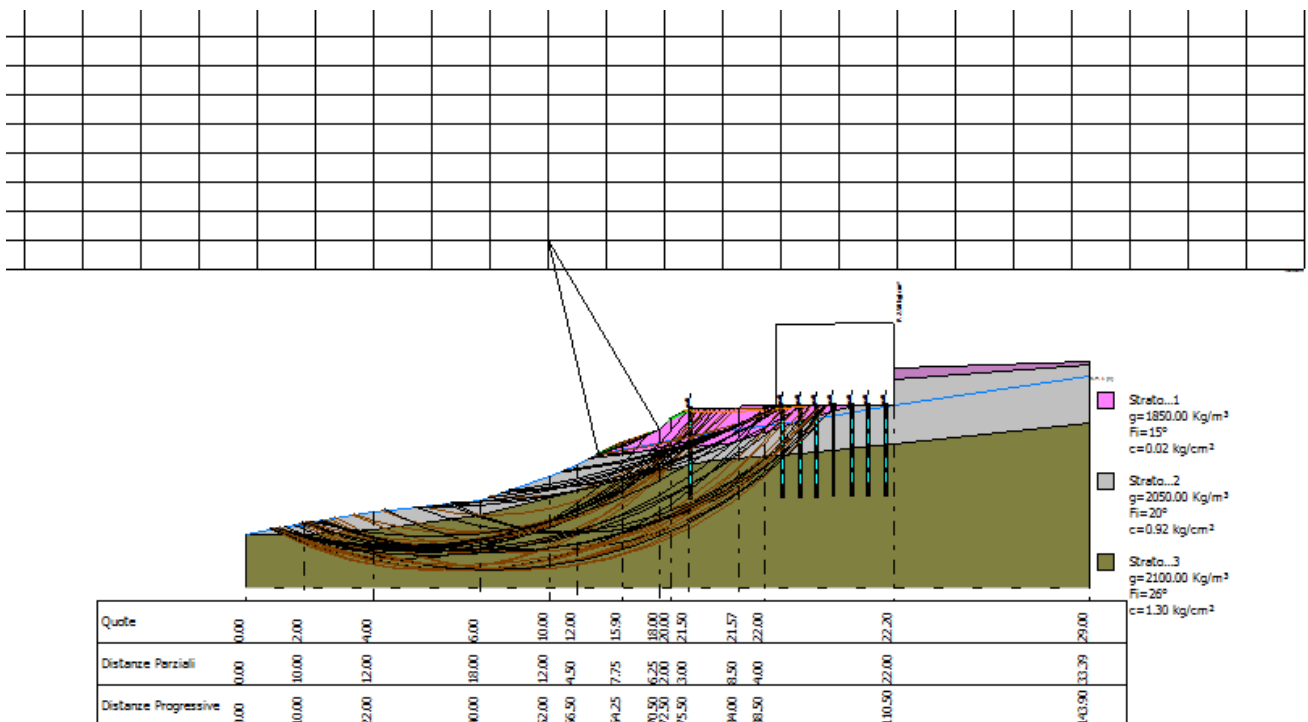 Strato...1
g=1850.00 Kg/m³
Fi=15°
c=0.02 kg/cm²
Strato...2
g=2050.00 Kg/m³
Fi=20°
c=0.92 kg/cm²
Strato...3
g=2100.00 Kg/m³
Fi=26°
c=1.30 kg/cm²
Quote 0.00 2.00 4.00 6.00 10.00 12.00 15.90 18.00 20.00 21.50 21.57 22.00 22.20 29.00
Distanze Parziali 0.00 10.00 12.00 18.00 12.00 4.50 7.75 6.25 2.00 3.00 8.50 4.00 22.00 33.39
Distanze Progressive